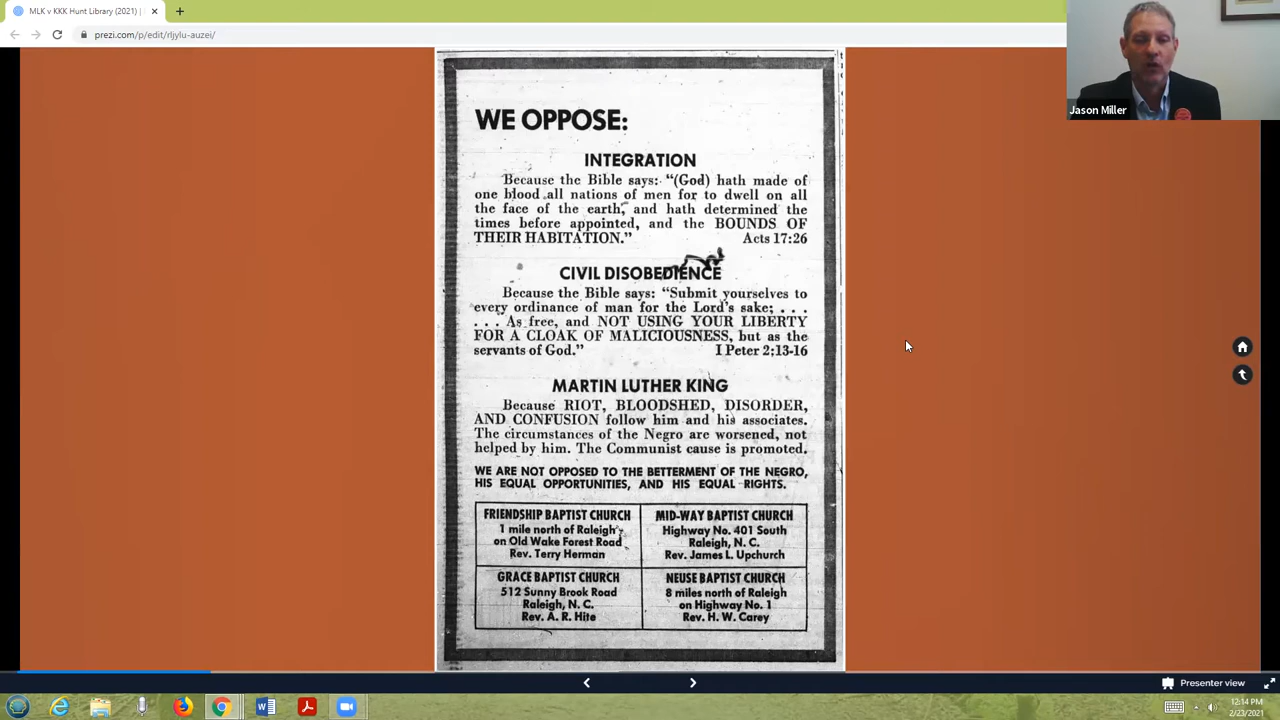 MLK v KKK Hunt Library (2021) |
prezi.com/p/edit/rljylu-auzei/
Jason Miller
WE OPPOSE:
INTEGRATION
Because the Bible says: “(God) hath made of
one blood all nations of men for to dwell on all
the face of the earth, and hath determined the
times before appointed, and the BOUNDS OF
THEIR HABITATION.” Acts 17:26
CIVIL DISOBEDIENCE
Because the Bible says: “Submit yourselves to
every ordinance of man for the Lord's sake; . . .
. . . As free, and NOT USING YOUR LIBERTY
FOR A CLOAK OF MALICIOUSNESS, but as the
servants of God.” I Peter 2:13-16
MARTIN LUTHER KING
Because RIOT, BLOODSHED, DISORDER,
AND CONFUSION follow him and his associates.
The circumstances of the Negro are worsened, not
helped by him. The Communist cause is promoted.
WE ARE NOT OPPOSED TO THE BETTERMENT OF THE NEGRO,
HIS EQUAL OPPORTUNITIES, AND HIS EQUAL RIGHTS.
FRIENDSHIP BAPTIST CHURCH
1 mile north of Raleigh
on Old Wake Forest Road
Rev. Terry Herman
MID-WAY BAPTIST CHURCH
Highway No. 401 South
Raleigh, N. C.
Rev. James L. Upchurch
GRACE BAPTIST CHURCH
512 Sunny Brook Road
Raleigh, N. C.
Rev. A. R. Hite
NEUSE BAPTIST CHURCH
8 miles north of Raleigh
on Highway No. 1
Rev. H. W. Carey
Presenter view
12:14 PM
2/23/2021